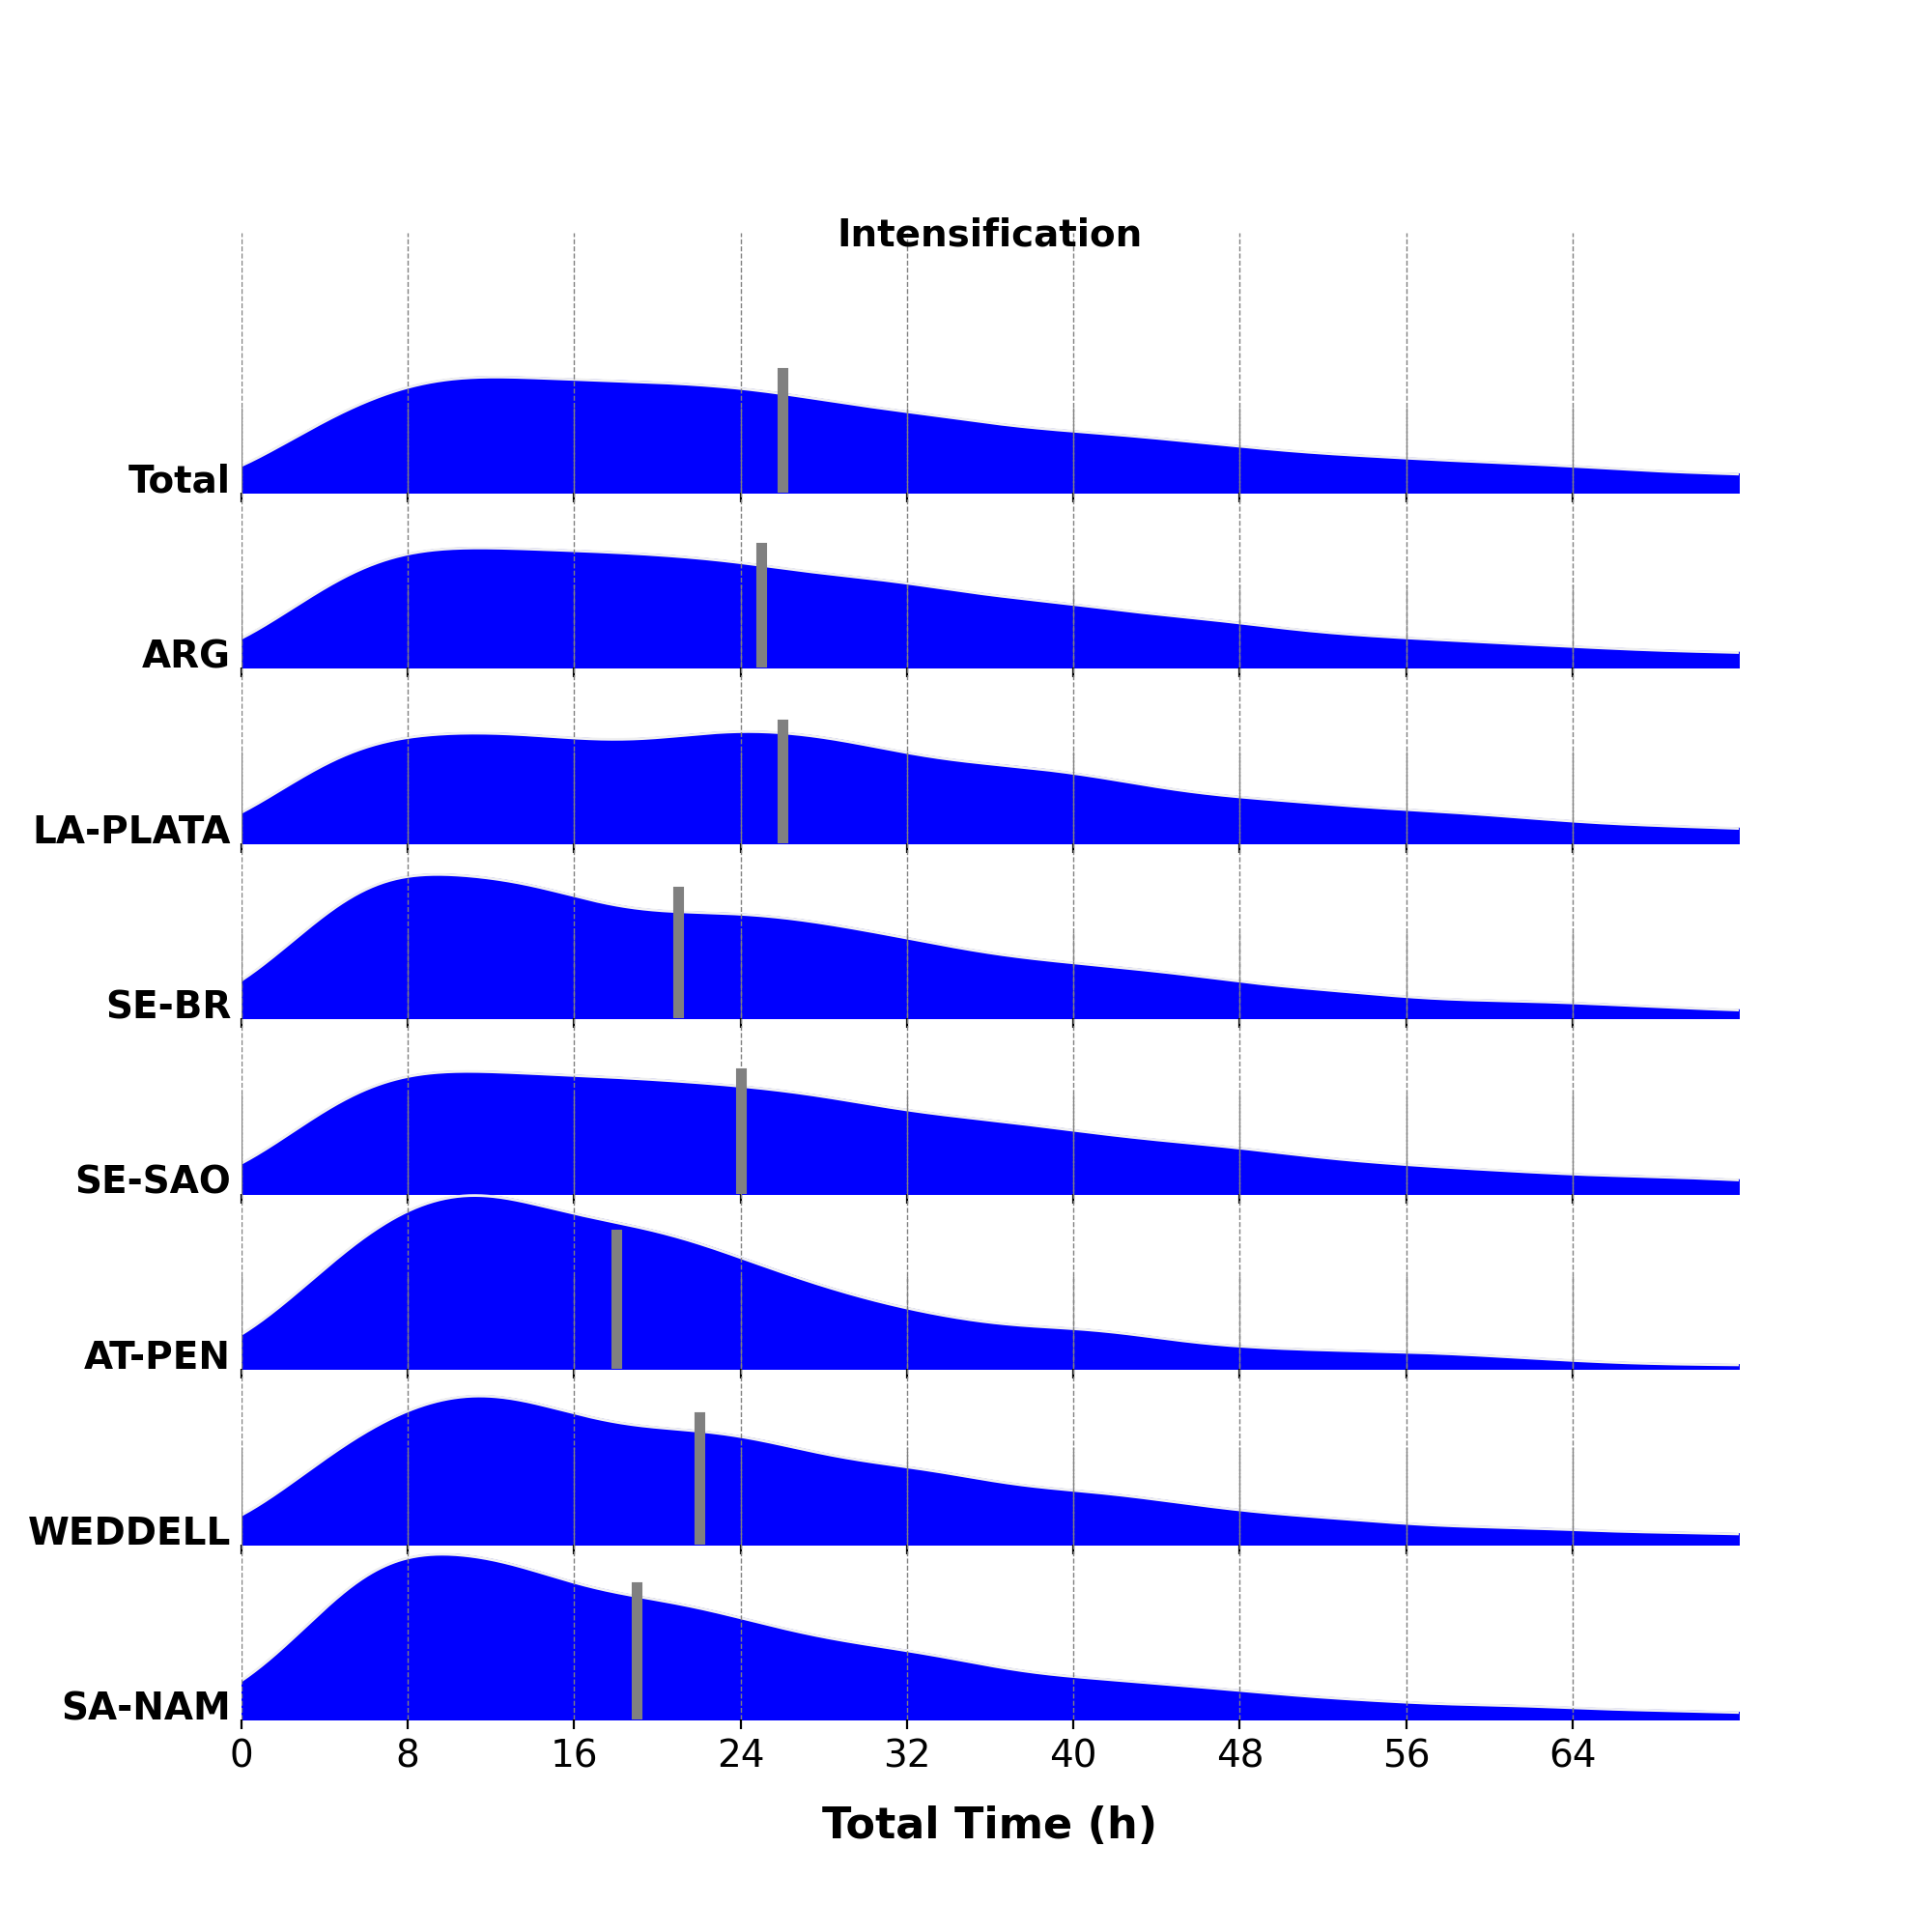 Intensification
Total
ARG
LA-PLATA
SE-BR
SE-SAO
AT-PEN
WEDDELL
SA-NAM
0 8 16 24 32 40 48 56 64
Total Time (h)